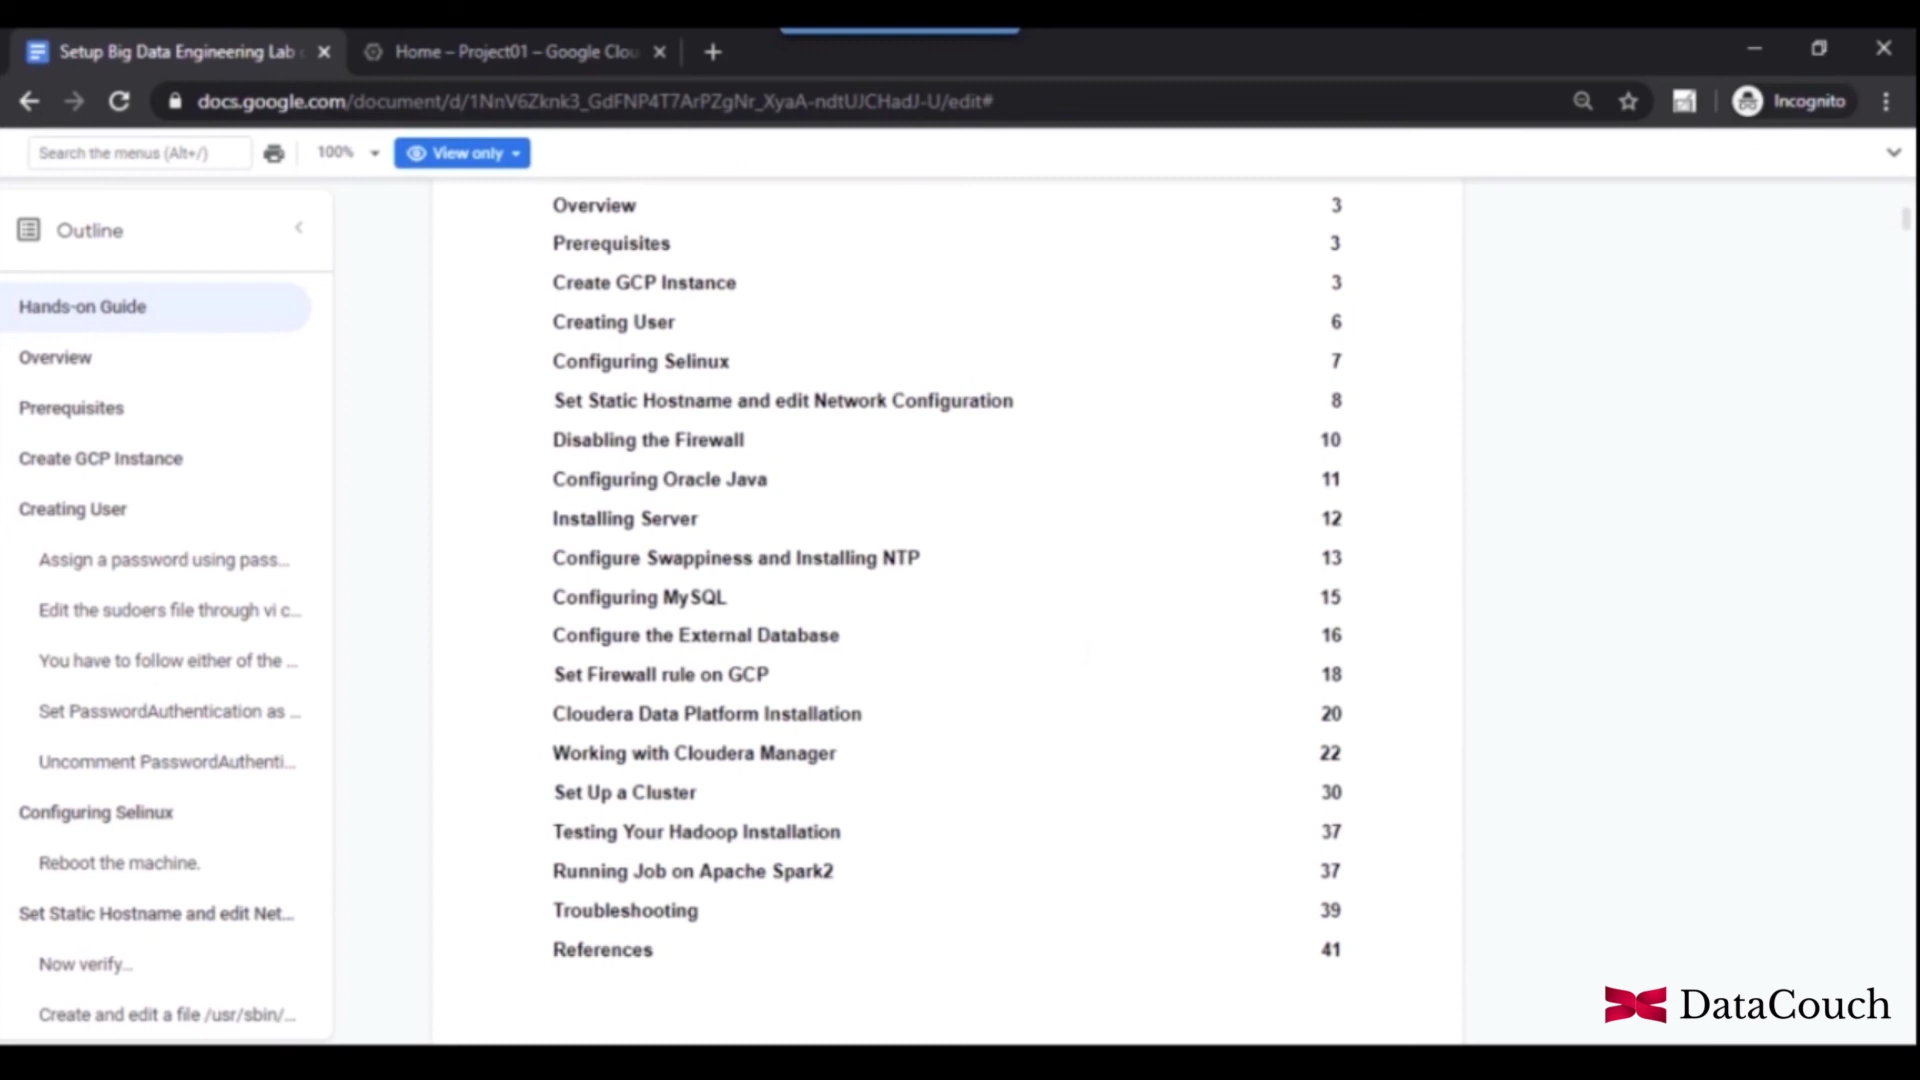 Setup Big Data Engineering Lab
Home – Project01 – Google Clou
docs.google.com/document/d/1NnV6Zknk3_GdFNP4T7ArPZgNr_XyaA-ndtUJCHadJ-U/edit#
Incognito
Search the menus (Alt+/)
100%
View only
Outline
Hands-on Guide
Overview
Prerequisites
Create GCP Instance
Creating User
Assign a password using pass...
Edit the sudoers file through vi c...
You have to follow either of the ...
Set PasswordAuthentication as ...
Uncomment PasswordAuthenti...
Configuring Selinux
Reboot the machine.
Set Static Hostname and edit Net...
Now verify...
Create and edit a file /usr/sbin/...
Overview 3
Prerequisites 3
Create GCP Instance 3
Creating User 6
Configuring Selinux 7
Set Static Hostname and edit Network Configuration 8
Disabling the Firewall 10
Configuring Oracle Java 11
Installing Server 12
Configure Swappiness and Installing NTP 13
Configuring MySQL 15
Configure the External Database 16
Set Firewall rule on GCP 18
Cloudera Data Platform Installation 20
Working with Cloudera Manager 22
Set Up a Cluster 30
Testing Your Hadoop Installation 37
Running Job on Apache Spark2 37
Troubleshooting 39
References 41
DataCouch